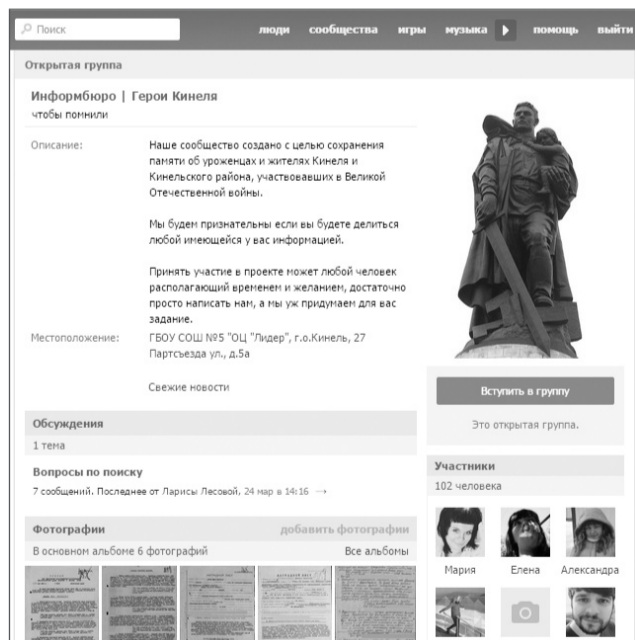 Поиск
люди сообщества игры музыка помощь выйти
Открытая группа
Информбюро | Герои Кинеля
чтобы помнили
Описание:
Наше сообщество создано с целью сохранения
памяти об уроженцах и жителях Кинеля и
Кинельского района, участвовавших в Великой
Отечественной войны.
Мы будем признательны если вы будете делиться
любой имеющейся у вас информацией.
Принять участие в проекте может любой человек
располагающий временем и желанием, достаточно
просто написать нам, а мы уж придумаем для вас
задание.
Местоположение:
ГБОУ СОШ №5 "ОЦ "Лидер", г.о.Кинель, 27
Партсъезда ул., д.5а
Свежие новости
Обсуждения
1 тема
Вопросы по поиску
7 сообщений. Последнее от Ларисы Лесовой, 24 мар в 14:16 →
Фотографии добавить фотографии
В основном альбоме 6 фотографий Все альбомы
Вступить в группу
Это открытая группа.
Участники
102 человека
Мария Елена Александра